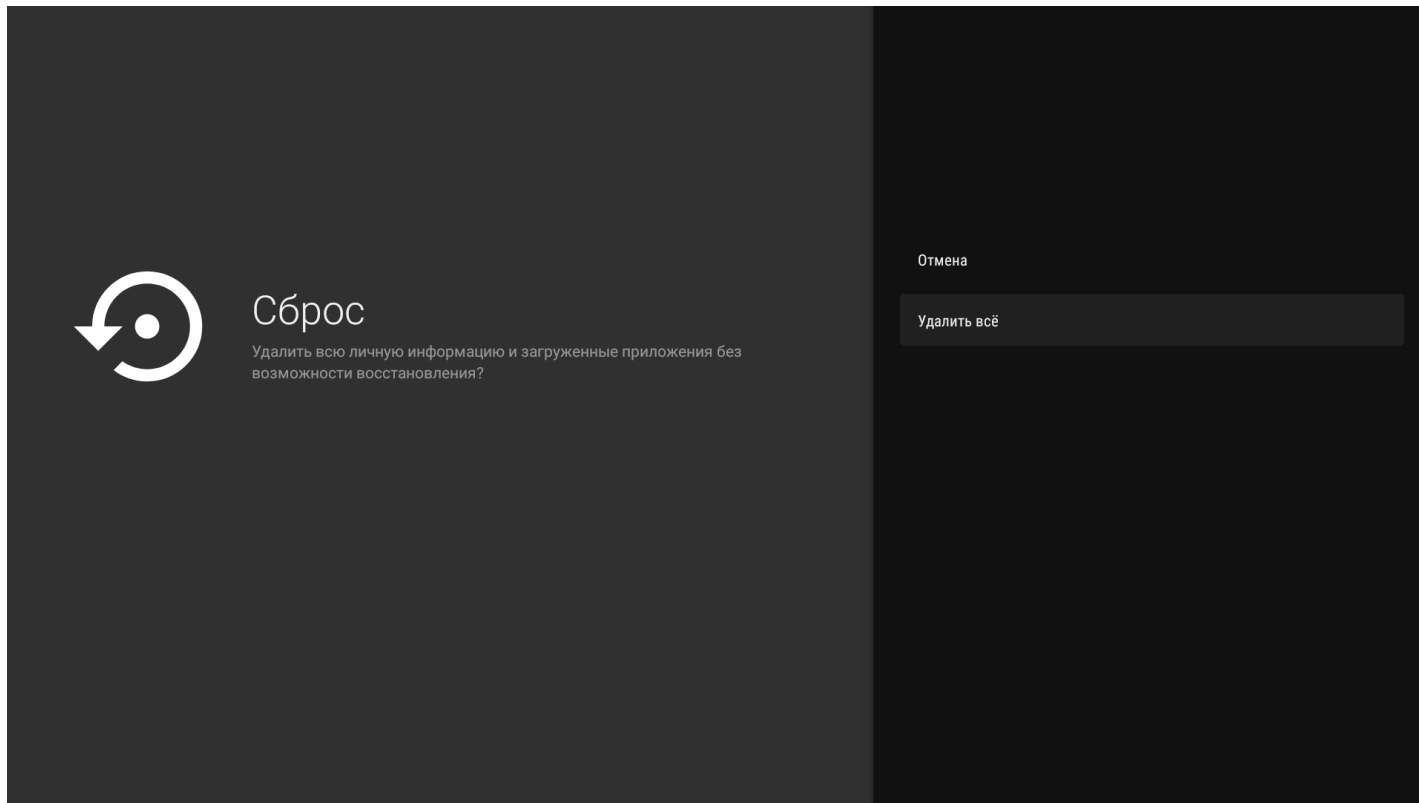 Сброс
Удалить всю личную информацию и загруженные приложения без
возможности восстановления?
Отмена
Удалить всё